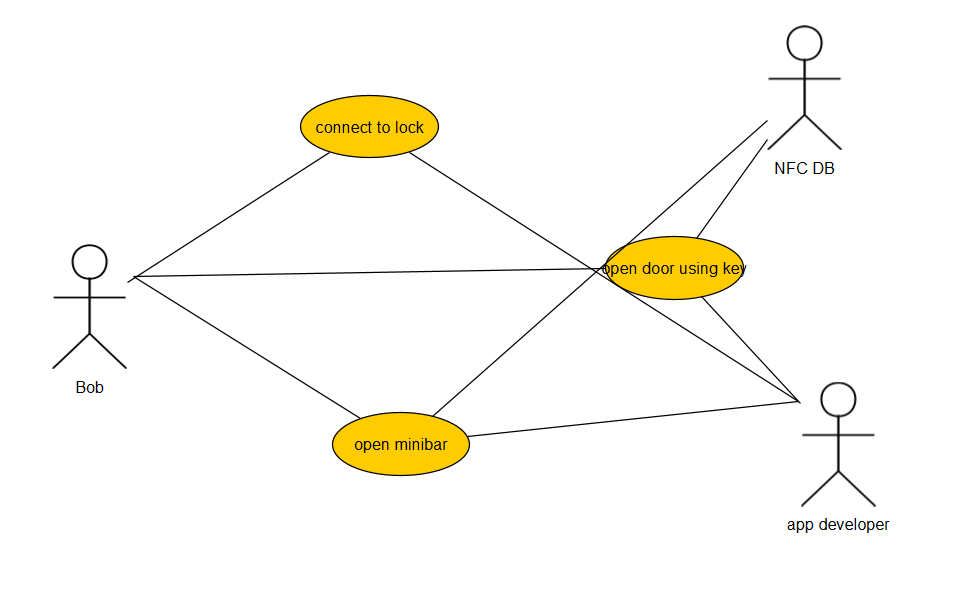 connect to lock
NFC DB
open door using key
Bob
open minibar
app developer